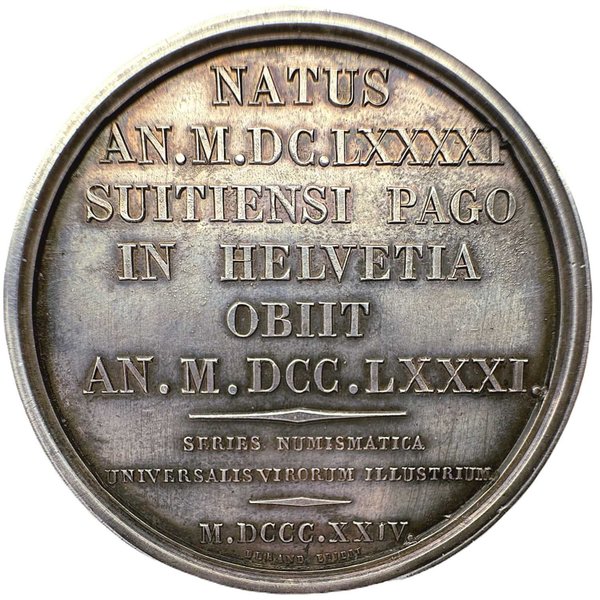 NATUS
AN.M.DC.LXXXXI
SUITIENSI PAGO
IN HELVETIA
OBIIT
AN.M.DCC.LXXXI.
SERIES NUMISMATICA
UNIVERSALIS VIRORUM ILLUSTRIUM
M.DCCC.XXIV.